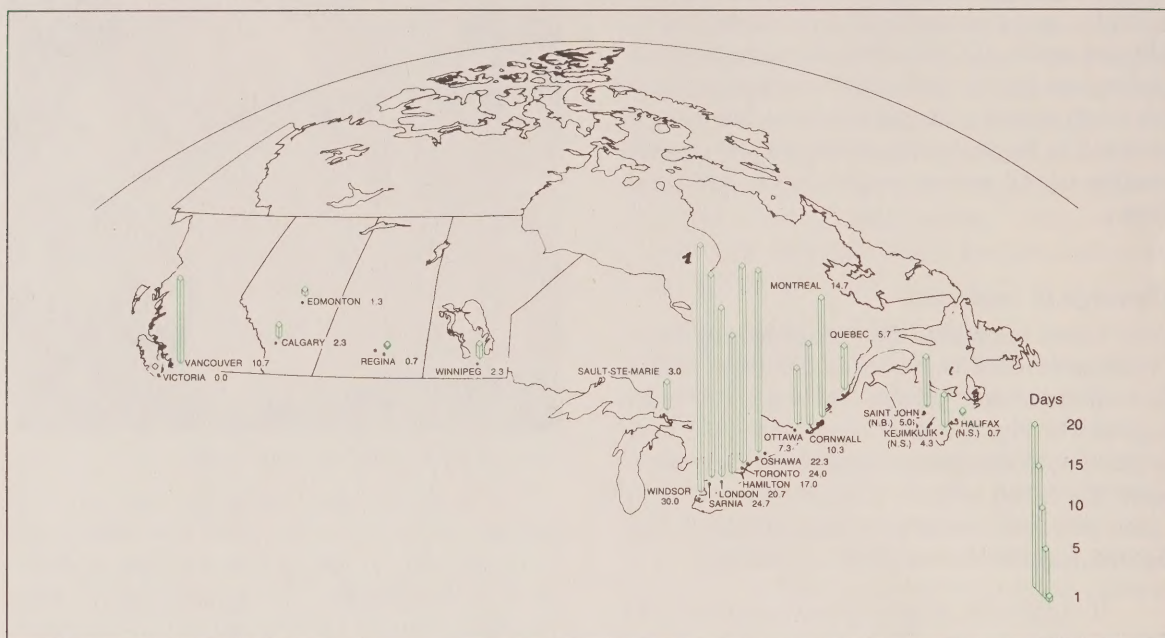 EDMONTON 1.3
CALGARY 2.3
VANCOUVER 10.7
VICTORIA 0.0
REGINA 0.7
WINNIPEG 2.3
SAULT-STE-MARIE 3.0
MONTREAL 14.7
QUEBEC 5.7
SAINT JOHN
(N.B.) 5.0
KEJIMKUJIK
(N.S.) 4.3
HALIFAX
(N.S.) 0.7
OTTAWA
7.3
CORNWALL
10.3
OSHAWA 22.3
TORONTO 24.0
HAMILTON 17.0
LONDON 20.7
SARNIA 24.7
WINDSOR
30.0
Days
20
15
10
5
1